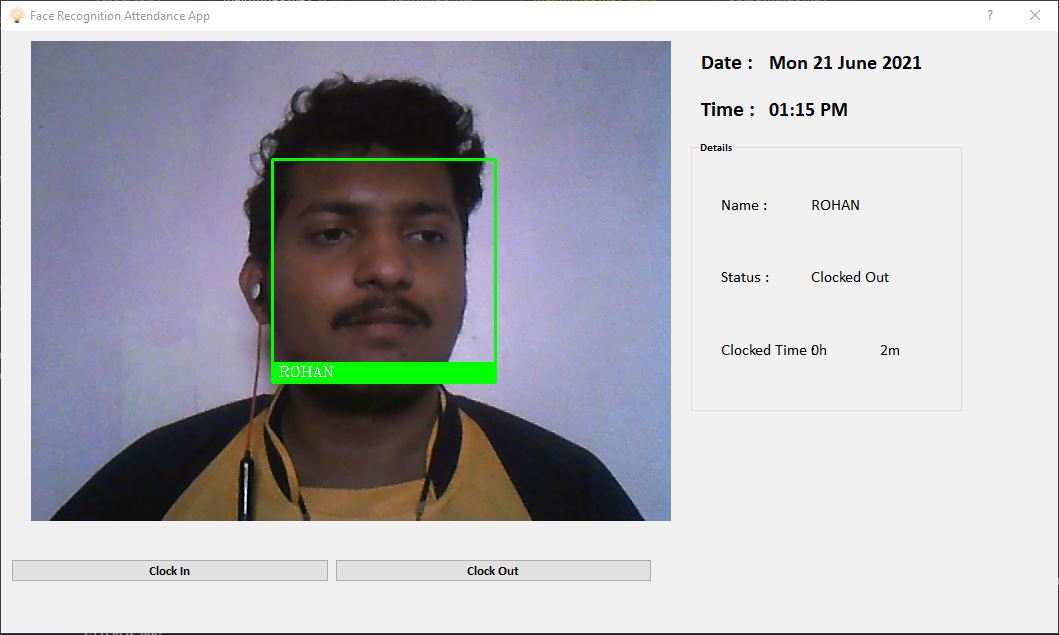 Face Recognition Attendance App
?
Date : Mon 21 June 2021
Time : 01:15 PM
Details
Name : ROHAN
Status : Clocked Out
Clocked Time 0h 2m
ROHAN
Clock In Clock Out